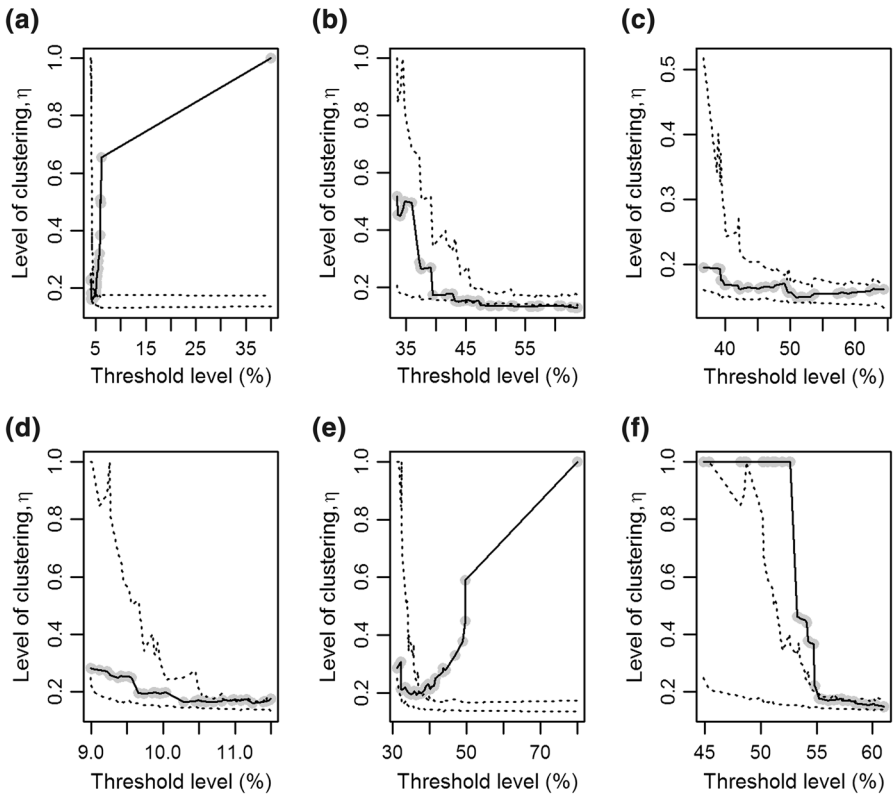 (a) (b) (c)
1.0 0.8 0.6 0.4 0.2
Level of clustering, η
5 15 25 35
Threshold level (%)
1.0 0.8 0.6 0.4 0.2
Level of clustering, η
35 45 55
Threshold level (%)
0.5 0.4 0.3 0.2
Level of clustering, η
40 50 60
Threshold level (%)
(d) (e) (f)
1.0 0.8 0.6 0.4 0.2
Level of clustering, η
9.0 10.0 11.0
Threshold level (%)
1.0 0.8 0.6 0.4 0.2
Level of clustering, η
30 50 70
Threshold level (%)
1.0 0.8 0.6 0.4 0.2
Level of clustering, η
45 50 55 60
Threshold level (%)